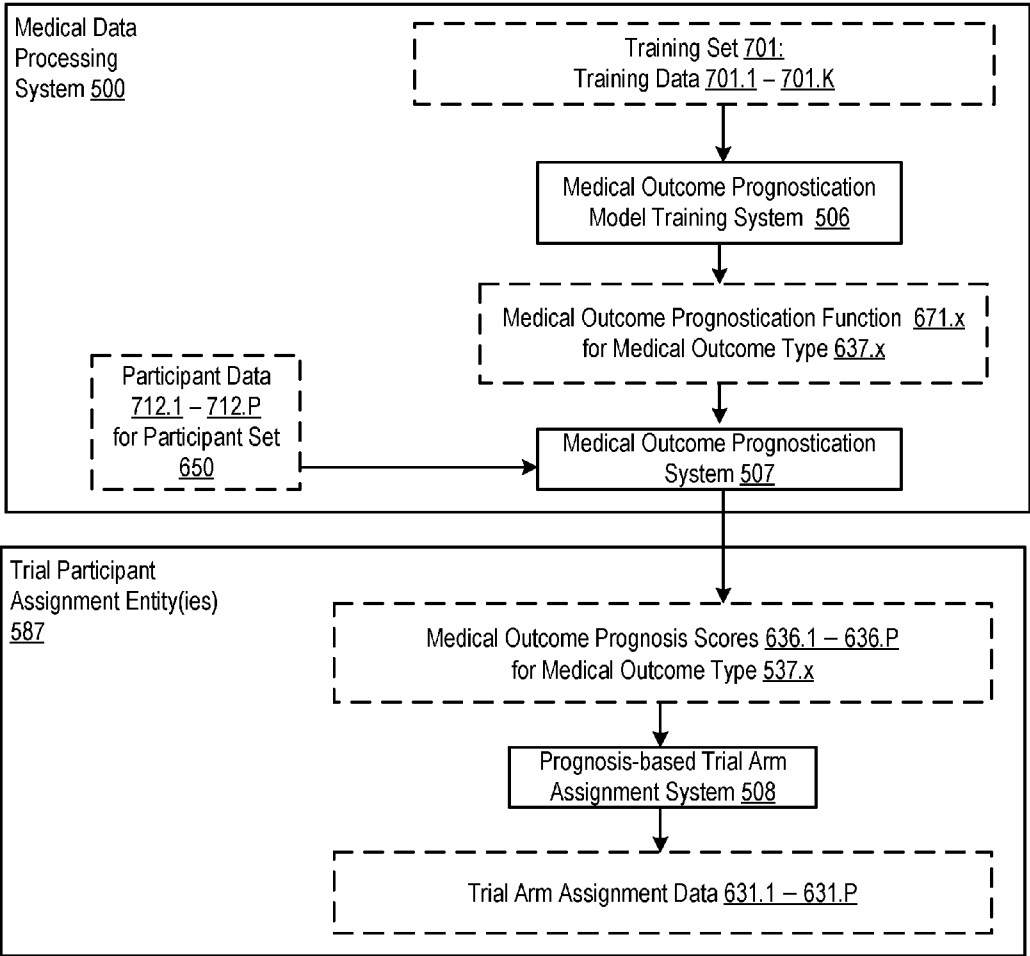 Medical Data
Processing
System 500
Training Set 701:
Training Data 701.1 – 701.K
Medical Outcome Prognostication
Model Training System 506
Medical Outcome Prognostication Function 671.x
for Medical Outcome Type 637.x
Participant Data
712.1 – 712.P
for Participant Set
650
Medical Outcome Prognostication
System 507
Trial Participant
Assignment Entity(ies)
587
Medical Outcome Prognosis Scores 636.1 – 636.P
for Medical Outcome Type 537.x
Prognosis-based Trial Arm
Assignment System 508
Trial Arm Assignment Data 631.1 – 631.P